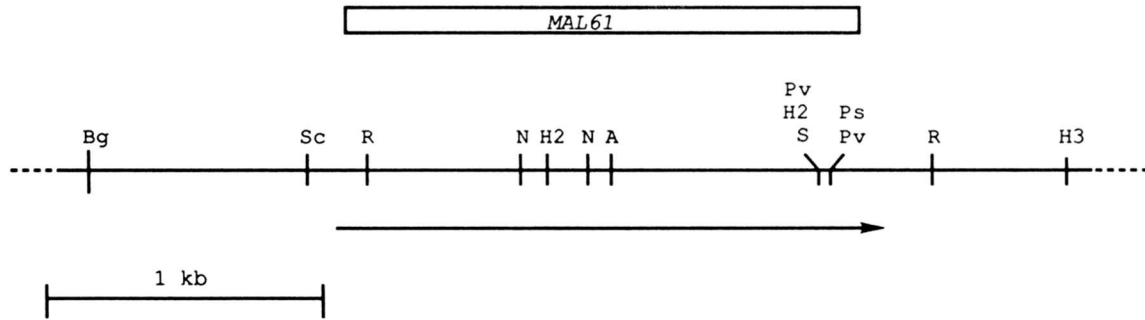 MAL61
Pv
H2 Ps
Bg Sc R N H2 N A S Pv R H3
1 kb